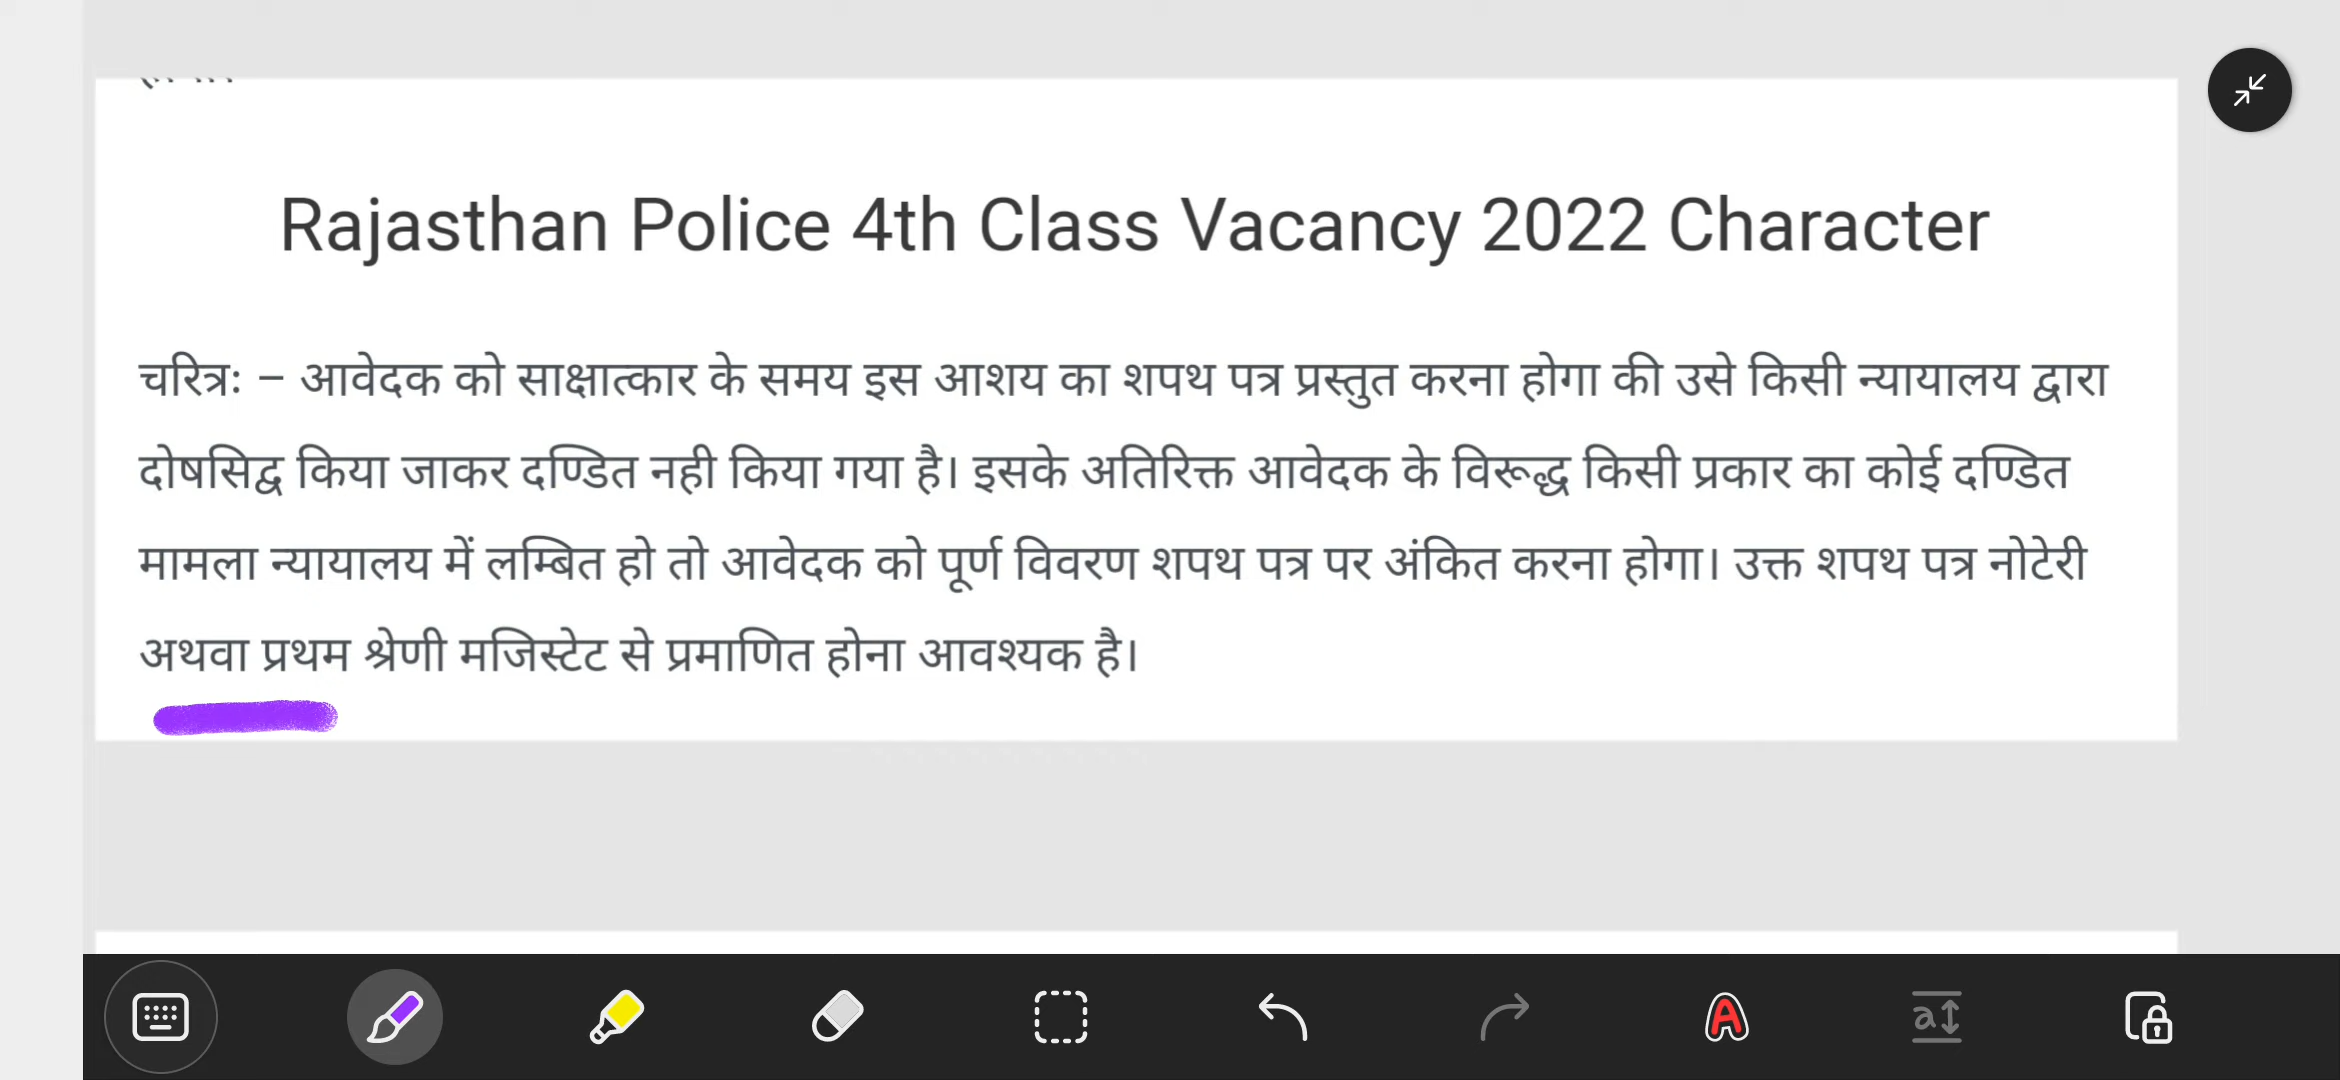 Rajasthan Police 4th Class Vacancy 2022 Character
चरित्रः – आवेदक को साक्षात्कार के समय इस आशय का शपथ पत्र प्रस्तुत करना होगा की उसे किसी न्यायालय द्वारा
दोषसिद्व किया जाकर दण्डित नही किया गया है। इसके अतिरिक्त आवेदक के विरूद्ध किसी प्रकार का कोई दण्डित
मामला न्यायालय में लम्बित हो तो आवेदक को पूर्ण विवरण शपथ पत्र पर अंकित करना होगा। उक्त शपथ पत्र नोटेरी
अथवा प्रथम श्रेणी मजिस्टेट से प्रमाणित होना आवश्यक है।